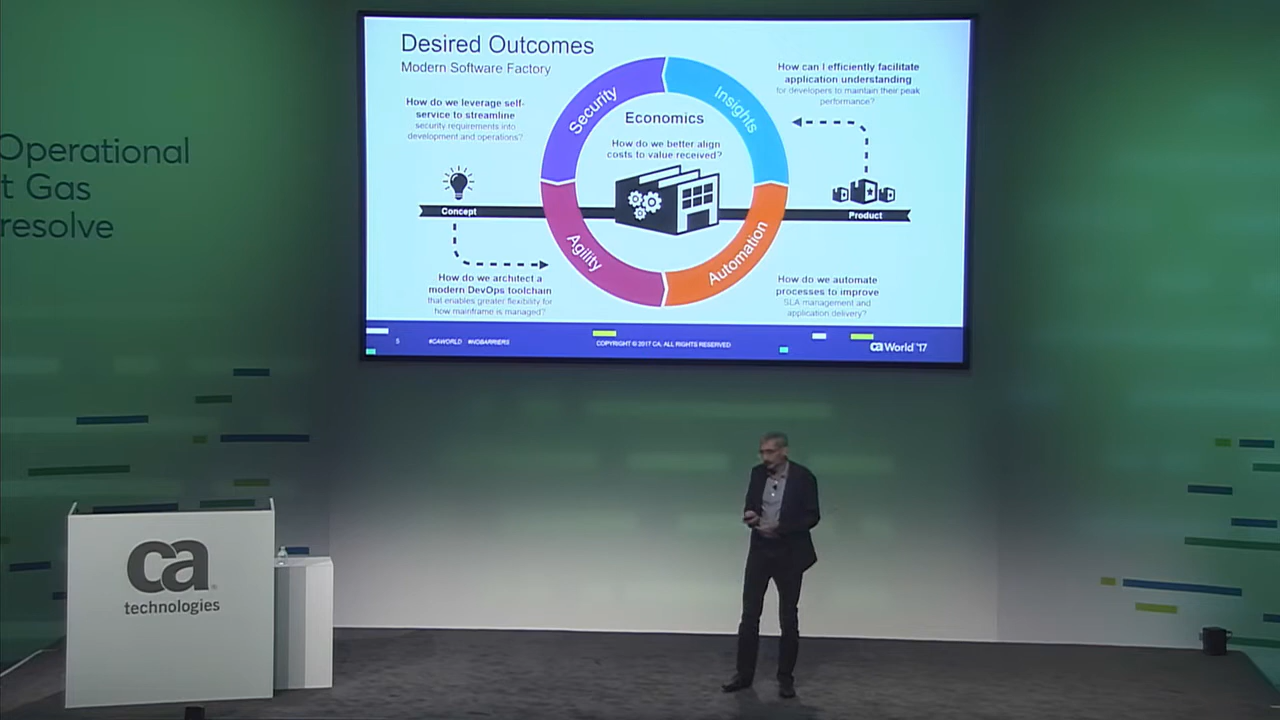 Operational
t Gas
resolve
Desired Outcomes
Modern Software Factory
How do we leverage self-
service to streamline
security requirements into
development and operations?
Concept
How do we architect a
modern DevOps toolchain
that enables greater flexibility for
how mainframe is managed?
Security
Insights
Agility
Automation
Economics
How do we better align
costs to value received?
How can I efficiently facilitate
application understanding
for developers to maintain their peak
performance?
Product
How do we automate
processes to improve
SLA management and
application delivery?
5
#CAWORLD #NOBARRIERS
COPYRIGHT © 2017 CA. ALL RIGHTS RESERVED
ca World '17
ca
technologies